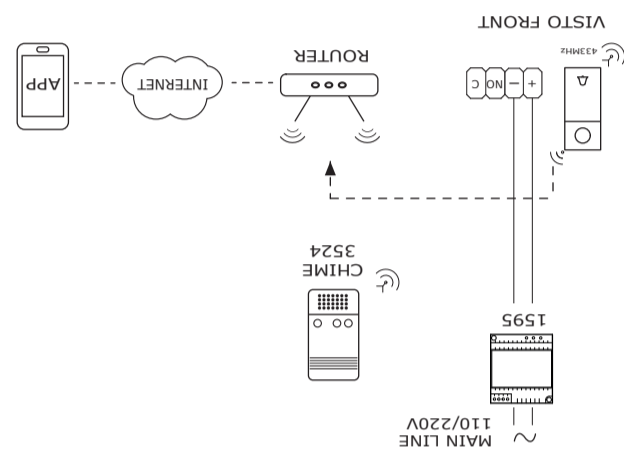 MAIN LINE
110/220V
1595
CHIME
3524
+
−
NO
C
433MHz
VISTO FRONT
ROUTER
INTERNET
APP